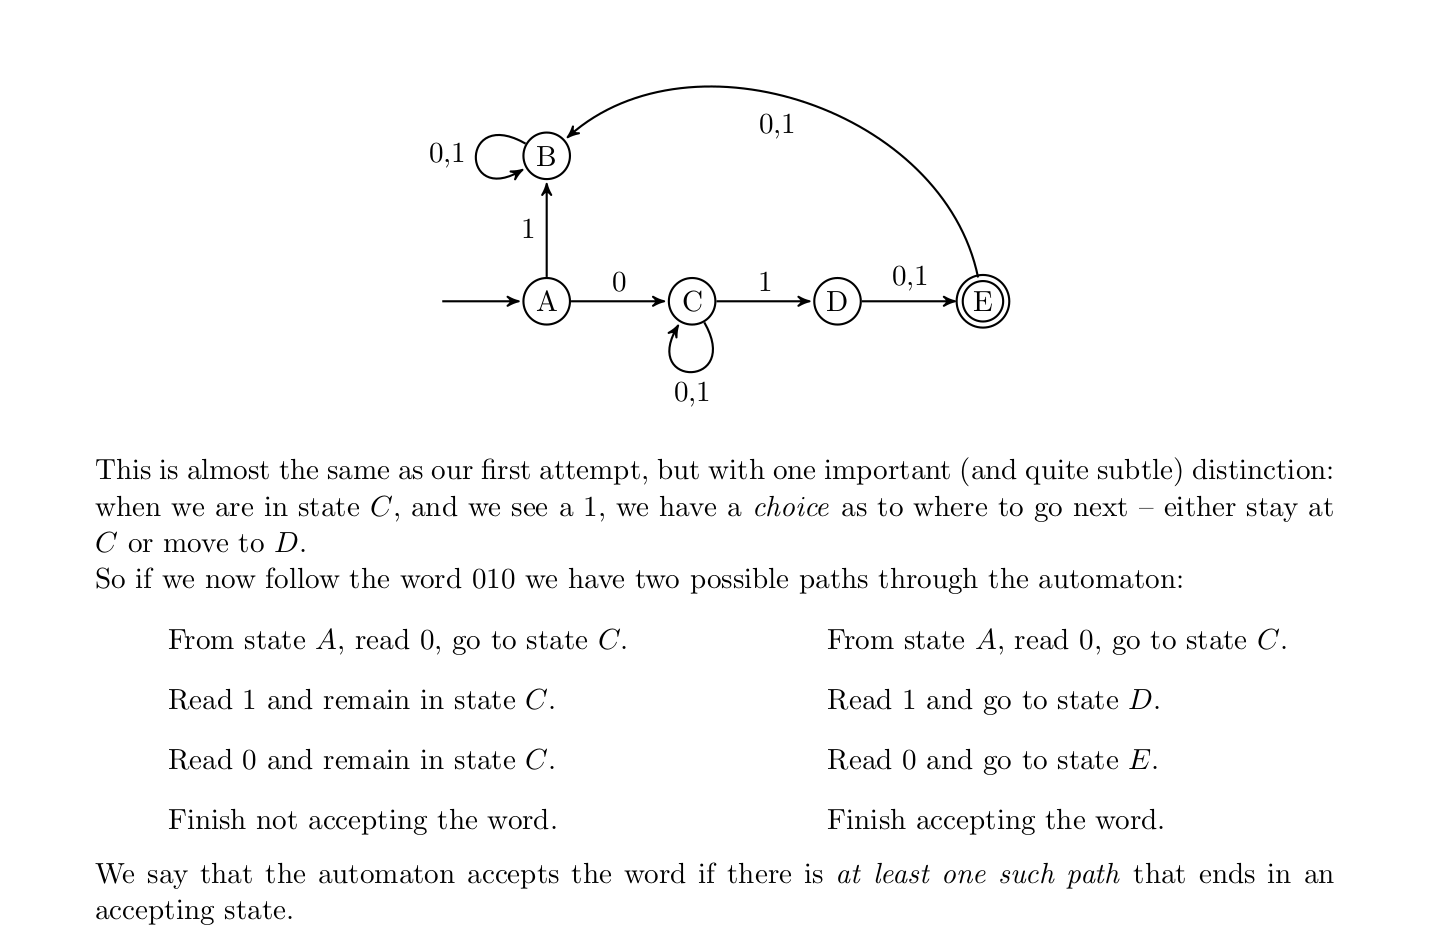 0,1
0,1
B
1
0
1
0,1
A
C
D
E
0,1
This is almost the same as our first attempt, but with one important (and quite subtle) distinction:
when we are in state C, and we see a 1, we have a choice as to where to go next – either stay at
C or move to D.
So if we now follow the word 010 we have two possible paths through the automaton:
From state A, read 0, go to state C.
Read 1 and remain in state C.
Read 0 and remain in state C.
Finish not accepting the word.
From state A, read 0, go to state C.
Read 1 and go to state D.
Read 0 and go to state E.
Finish accepting the word.
We say that the automaton accepts the word if there is at least one such path that ends in an
accepting state.